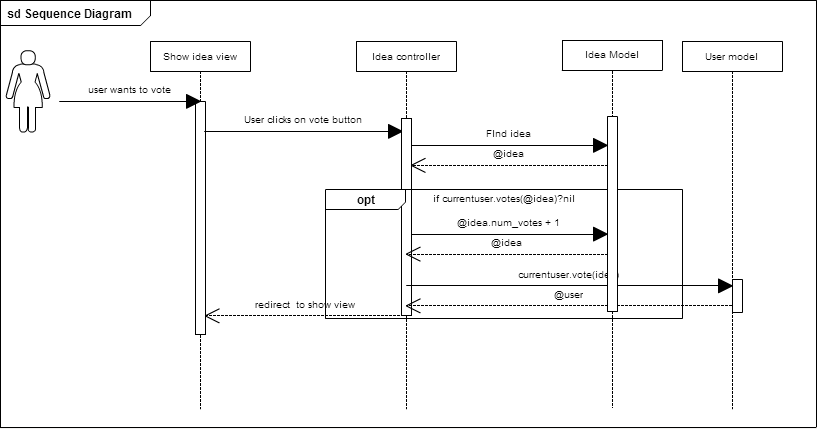 sd Sequence Diagram
Show idea view
Idea controller
Idea Model
User model
user wants to vote
User clicks on vote button
FInd idea
@idea
opt
if currentuser.votes(@idea)?nil
@idea.num_votes + 1
@idea
currentuser.vote(idea)
@user
redirect to show view